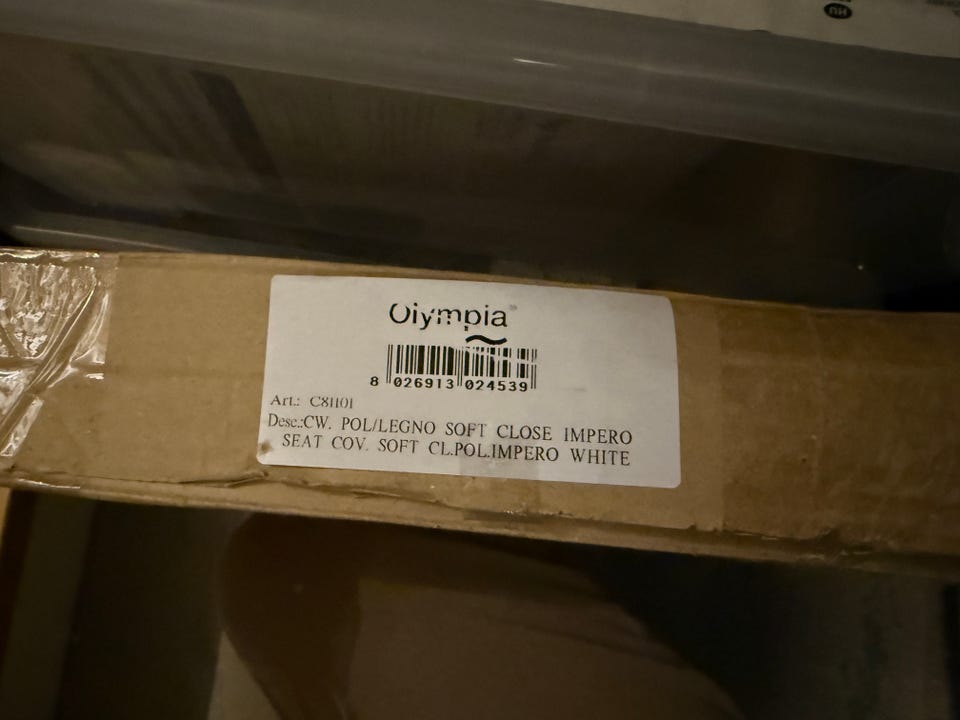 Olympia
8 026913 024539
Art.: C81101
Desc.:CW. POL/LEGNO SOFT CLOSE IMPERO
SEAT COV. SOFT CL.POL.IMPERO WHITE